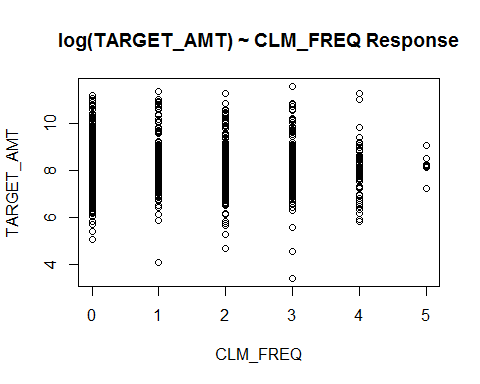 log(TARGET_AMT) ~ CLM_FREQ Response
TARGET_AMT
10
8
6
4
0 1 2 3 4 5
CLM_FREQ